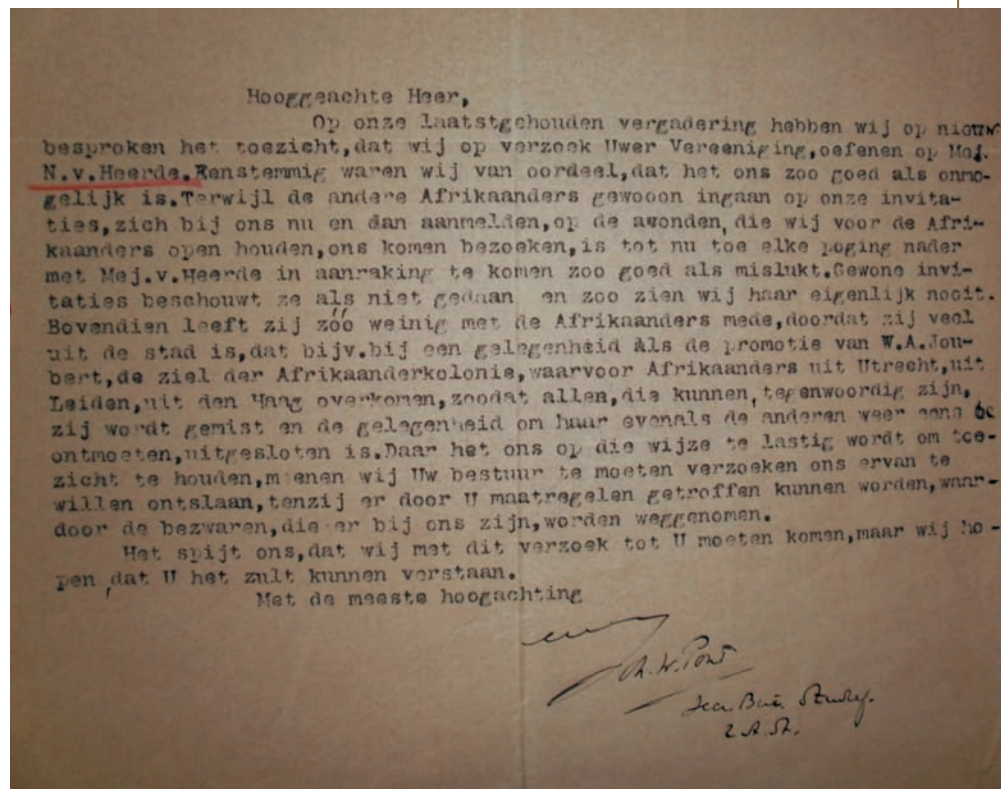 Hooggeachte Heer,
Op onze laatstgehouden vergadering hebben wij op nieuw
besproken het toezicht,dat wij op verzoek Uwer Vereeniging,oefenen op Mej.
N.v.Heerde.Eenstemmig waren wij van oordeel,dat het ons zoo goed als onmo-
gelijk is.Terwijl de andere Afrikaanders gewooon ingaan op onze invita-
ties,zich bij ons nu en dan aanmelden,op de avonden,die wij voor de Afri-
kaanders open houden,ons komen bezoeken,is tot nu toe elke poging nader
met Mej.v.Heerde in aanraking te komen zoo goed als mislukt.Gewone invi-
taties beschouwt ze als niet gedaan en zoo zien wij haar eigenlijk nooit.
Bovendien leeft zij zóó weinig met de Afrikaanders mede,doordat zij veel
uit de stad is,dat bijv.bij een gelegenheid als de promotie van W.A.Jou-
bert,de ziel der Afrikaanderkolonie,waarvoor Afrikaanders uit Utrecht,uit
Leiden,uit den Haag overkomen,zoodat allen,die kunnen,tegenwoordig zijn,
zij wordt gemist en de gelegenheid om haar evenals de anderen weer eens te
ontmoeten,uitgesloten is.Daar het ons op die wijze te lastig wordt om toe-
zicht te houden,meenen wij Uw bestuur te moeten verzoeken ons ervan te
willen ontslaan,tenzij er door U maatregelen getroffen kunnen worden,waar-
door de bezwaren,die er bij ons zijn,worden weggenomen.
Het spijt ons,dat wij met dit verzoek tot U moeten komen,maar wij ho-
pen,dat U het zult kunnen verstaan.
Met de meeste hoogachting
W.Pont